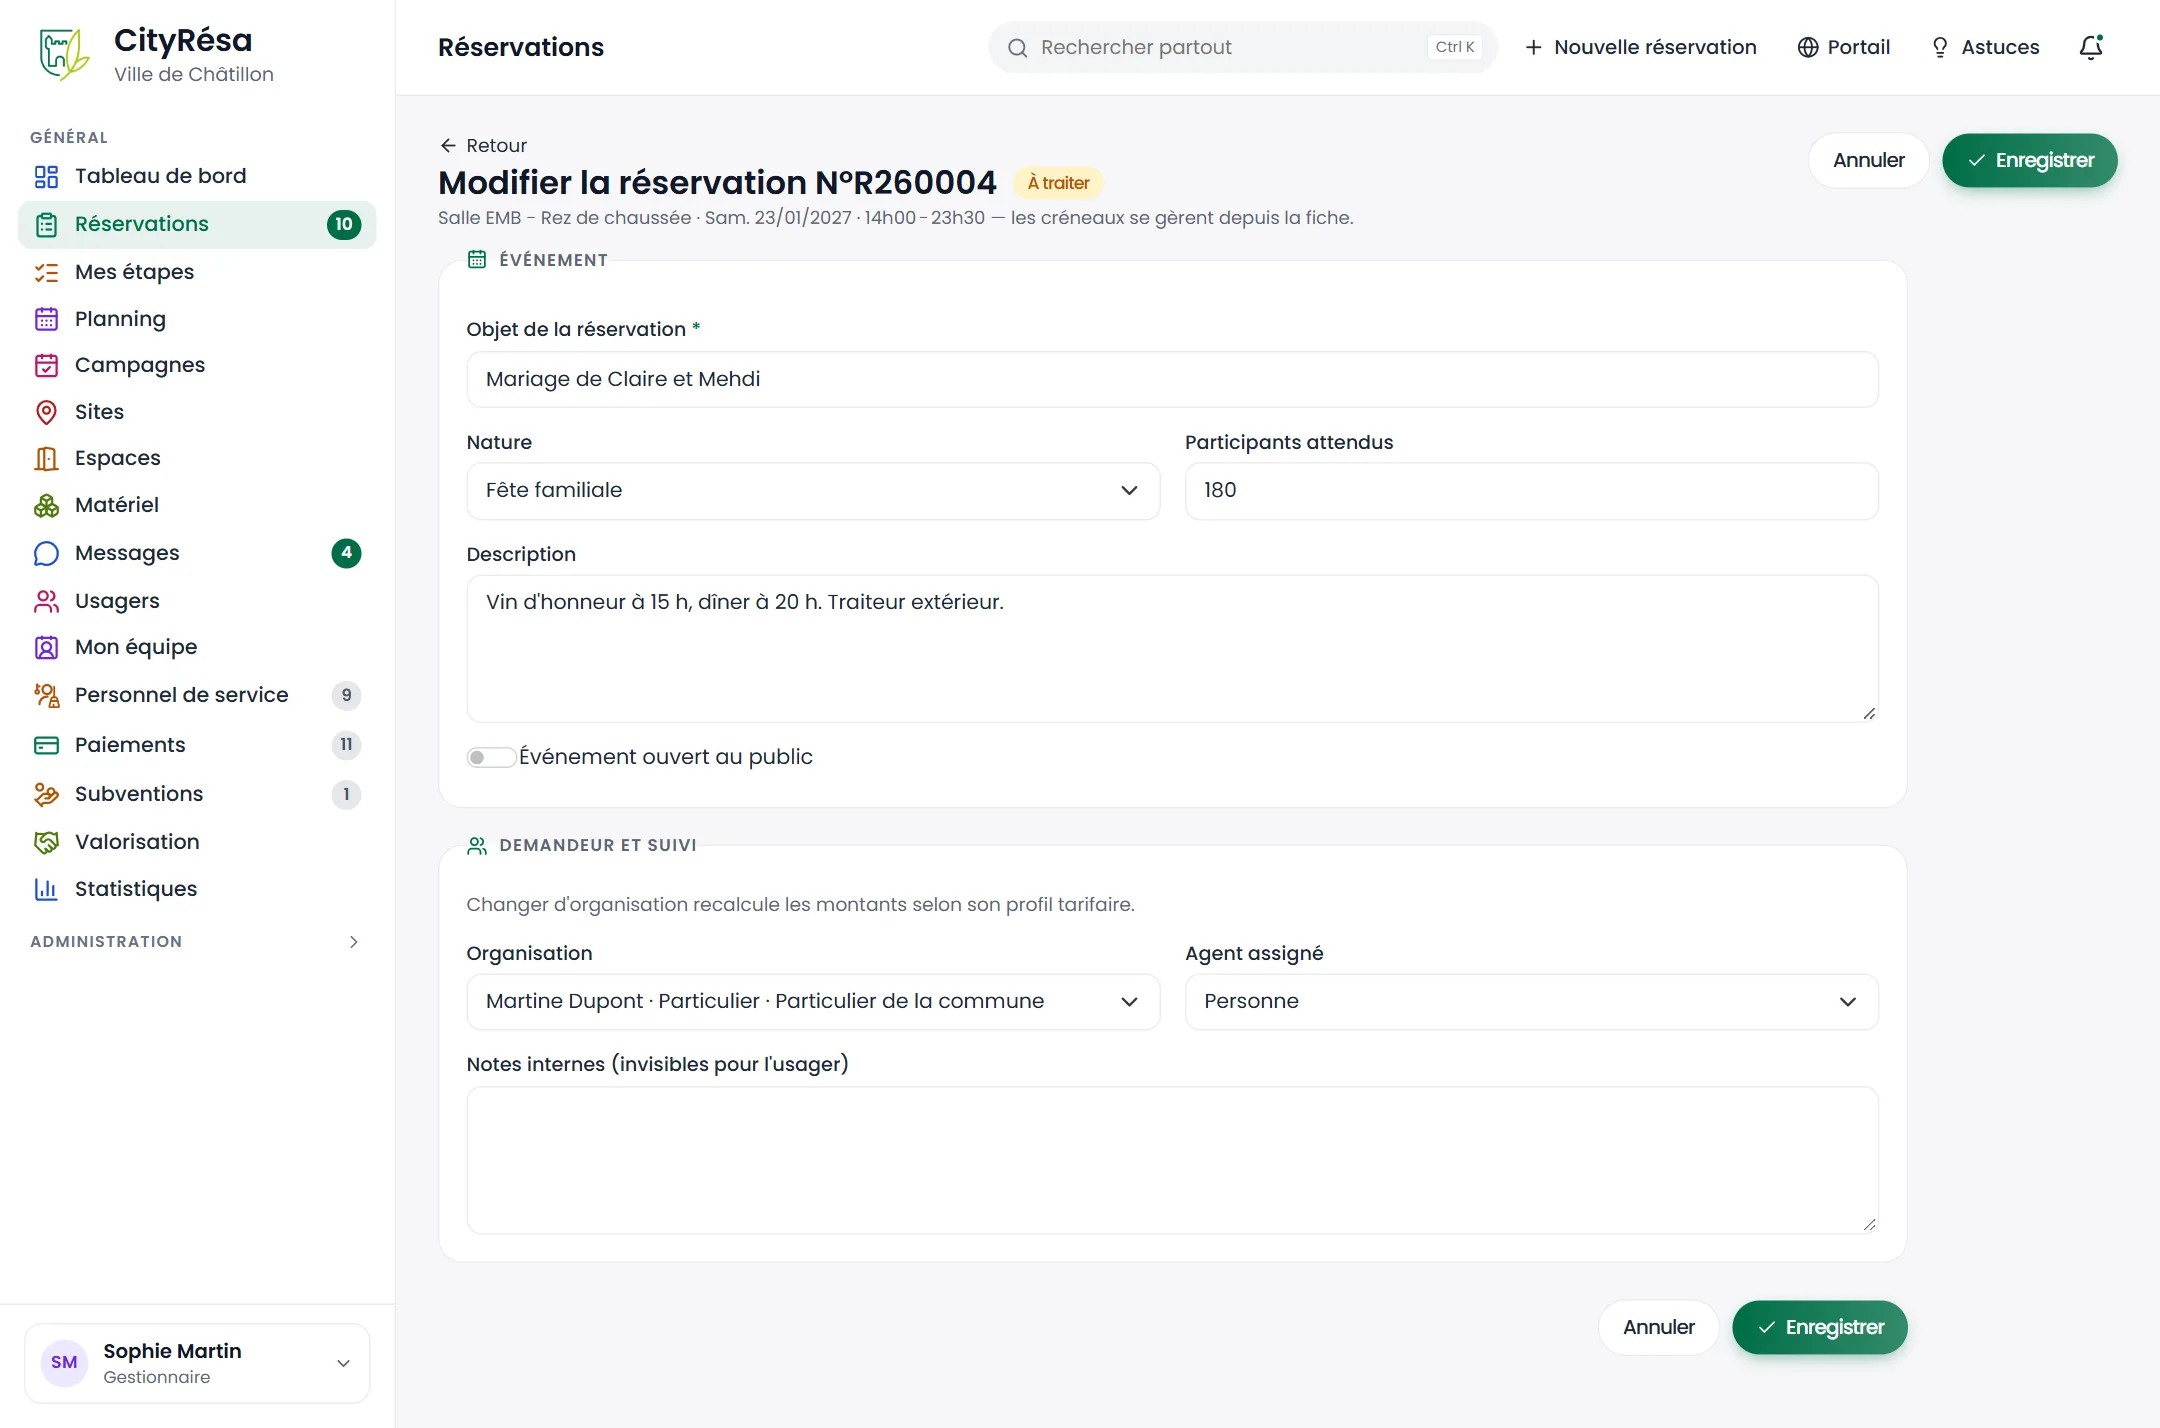 CityRésa
Ville de Châtillon
Réservations
Rechercher partout
Ctrl K
Nouvelle réservation
Portail
Astuces
GÉNÉRAL
Tableau de bord
Réservations 10
Mes étapes
Planning
Campagnes
Sites
Espaces
Matériel
Messages 4
Usagers
Mon équipe
Personnel de service 9
Paiements 11
Subventions 1
Valorisation
Statistiques
ADMINISTRATION
SM
Sophie Martin
Gestionnaire
Retour
Modifier la réservation N°R260004 À traiter
Salle EMB - Rez de chaussée · Sam. 23/01/2027 · 14h00 - 23h30 — les créneaux se gèrent depuis la fiche.
Annuler
Enregistrer
ÉVÉNEMENT
Objet de la réservation *
Mariage de Claire et Mehdi
Nature
Fête familiale
Participants attendus
180
Description
Vin d'honneur à 15 h, dîner à 20 h. Traiteur extérieur.
Événement ouvert au public
DEMANDEUR ET SUIVI
Changer d'organisation recalcule les montants selon son profil tarifaire.
Organisation
Martine Dupont · Particulier · Particulier de la commune
Agent assigné
Personne
Notes internes (invisibles pour l'usager)
Annuler
Enregistrer